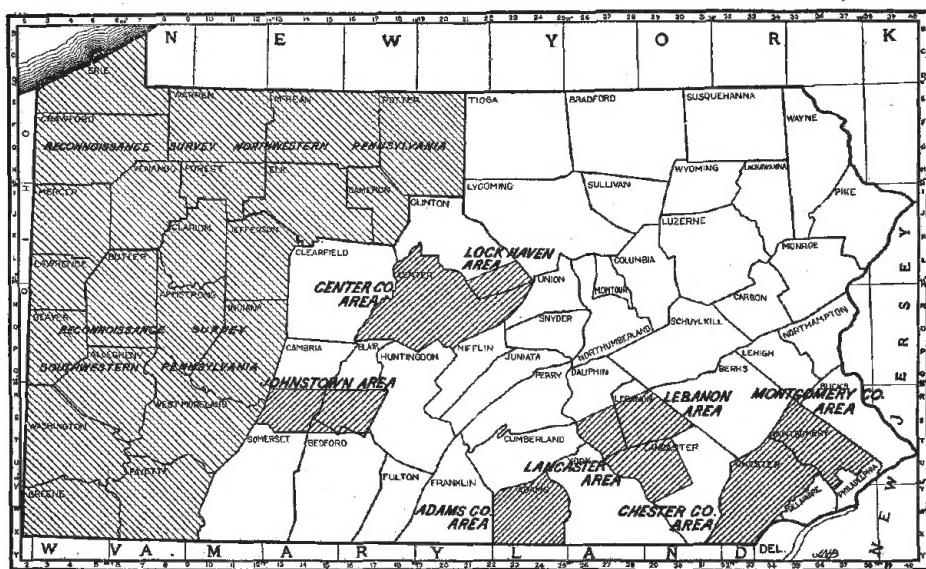 N E W Y O R K
ERIE
WARREN
McKEAN
POTTER
TIOGA
BRADFORD
SUSQUEHANNA
WAYNE
CRAWFORD
RECONNOISSANCE SURVEY NORTHWESTERN PENNSYLVANIA
VENANGO
FOREST
ELK
CAMERON
WYOMING
LACKAWANNA
PIKE
MERCER
CLINTON
LYCOMING
SULLIVAN
CLARION
JEFFERSON
LUZERNE
O H I O
CLEARFIELD
LOCK HAVEN
AREA
MONROE
LAWRENCE
BUTLER
CENTER
COLUMBIA
UNION
MONTOUR
CENTER CO.
AREA
CARBON
ARMSTRONG
INDIANA
BEAVER
RECONNOISSANCE SURVEY
SNYDER
SCHUYLKILL
NORTHAMPTON
NORTHUMBERLAND
ALLEGHENY
CAMBRIA
BLAIR
HUNTINGDON
MIFFLIN
JUNIATA
LEHIGH
SOUTHWESTERN PENNSYLVANIA
PERRY
DAUPHIN
BERKS
JOHNSTOWN AREA
BUCKS
WESTMORELAND
LEBANON
LEBANON
AREA
MONTGOMERY CO.
AREA
WASHINGTON
SOMERSET
BEDFORD
CUMBERLAND
LANCASTER
MONTGOMERY
YORK
LANCASTER
AREA
CHESTER
FAYETTE
FULTON
FRANKLIN
ADAMS
PHILADELPHIA
DELAWARE
GREENE
ADAMS CO.
AREA
CHESTER CO.
AREA
N E W J E R S E Y
W. VA. M A R Y L A N D DEL.